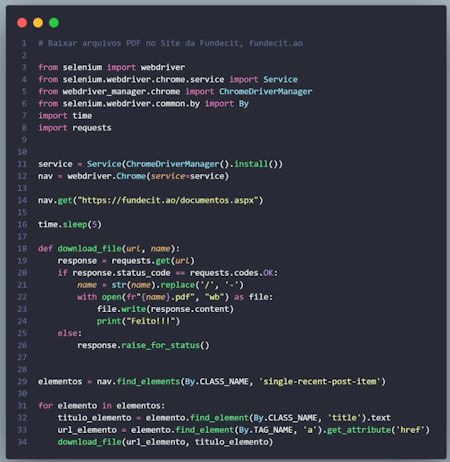 1 # Baixar arquivos PDF no Site da Fundecit, fundecit.ao
2
3 from selenium import webdriver
4 from selenium.webdriver.chrome.service import Service
5 from webdriver_manager.chrome import ChromeDriverManager
6 from selenium.webdriver.common.by import By
7 import time
8 import requests
9
10
11 service = Service(ChromeDriverManager().install())
12 nav = webdriver.Chrome(service=service)
13
14 nav.get("https://fundecit.ao/documentos.aspx")
15
16 time.sleep(5)
17
18 def download_file(url, name):
19     response = requests.get(url)
20     if response.status_code == requests.codes.OK:
21         name = str(name).replace('/', '-')
22         with open(fr"{name}.pdf", "wb") as file:
23             file.write(response.content)
24             print("Feito!!!")
25     else:
26         response.raise_for_status()
27
28
29 elementos = nav.find_elements(By.CLASS_NAME, 'single-recent-post-item')
30
31 for elemento in elementos:
32     titulo_elemento = elemento.find_element(By.CLASS_NAME, 'title').text
33     url_elemento = elemento.find_element(By.TAG_NAME, 'a').get_attribute('href')
34     download_file(url_elemento, titulo_elemento)